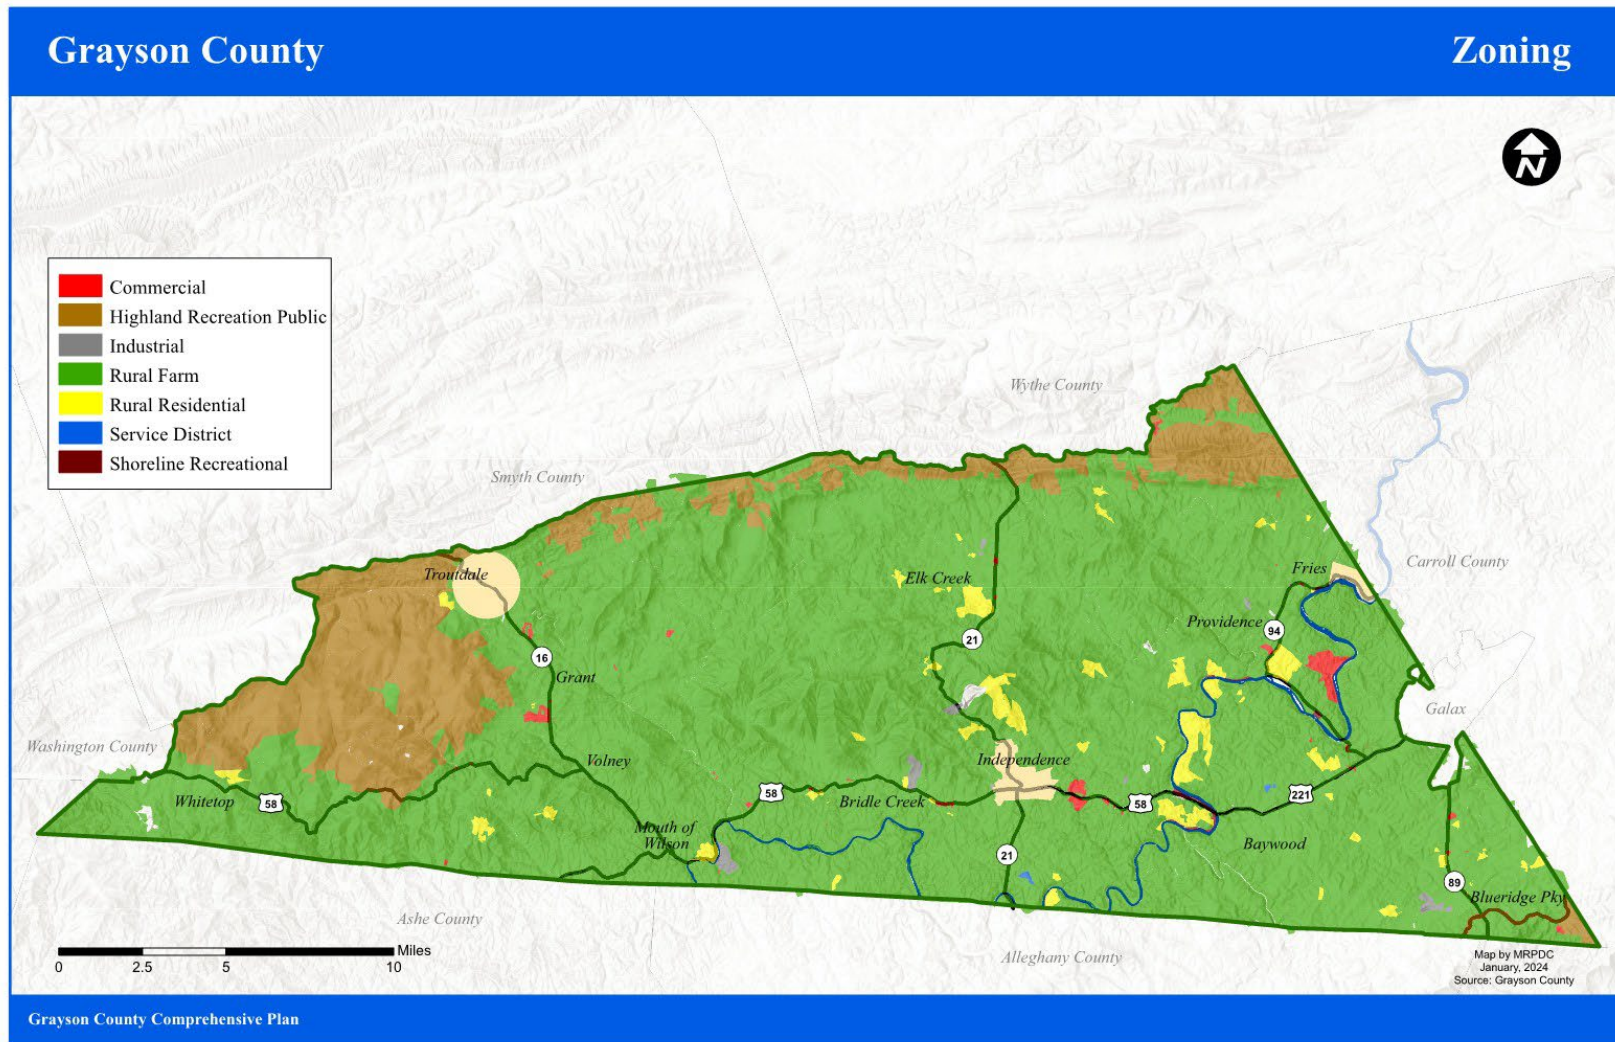 Grayson County
Zoning
N
Commercial
Highland Recreation Public
Industrial
Rural Farm
Rural Residential
Service District
Shoreline Recreational
Wythe County
Smyth County
Carroll County
Fries
Troutdale
Elk Creek
Providence
94
21
16
Grant
Galax
Washington County
Volney
Independence
Whitetop
58
58
Bridle Creek
58
221
Mouth of
Wilson
Baywood
21
89
Blueridge Pky
Ashe County
Alleghany County
Miles
0 2.5 5 10
Map by MRPDC
January, 2024
Source: Grayson County
Grayson County Comprehensive Plan